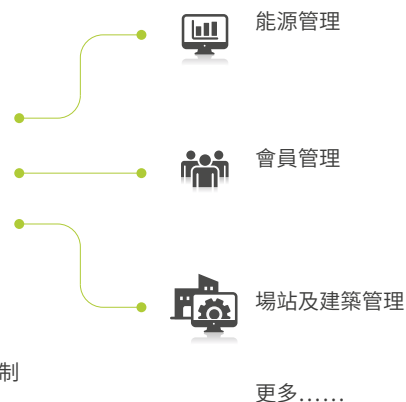 能源管理
會員管理
場站及建築管理
制
更多……